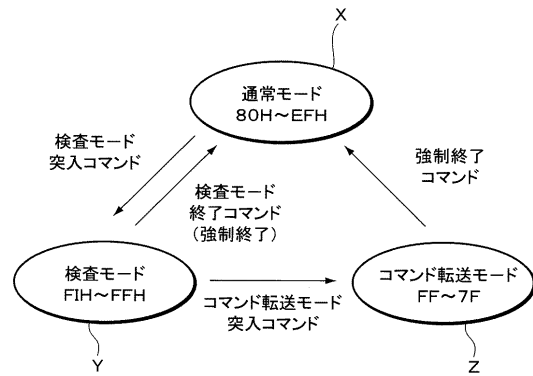 X
通常モード
80H～EFH
検査モード
突入コマンド
検査モード
終了コマンド
(強制終了)
強制終了
コマンド
検査モード
FIH～FFH
コマンド転送モード
突入コマンド
コマンド転送モード
FF～7F
Y
Z